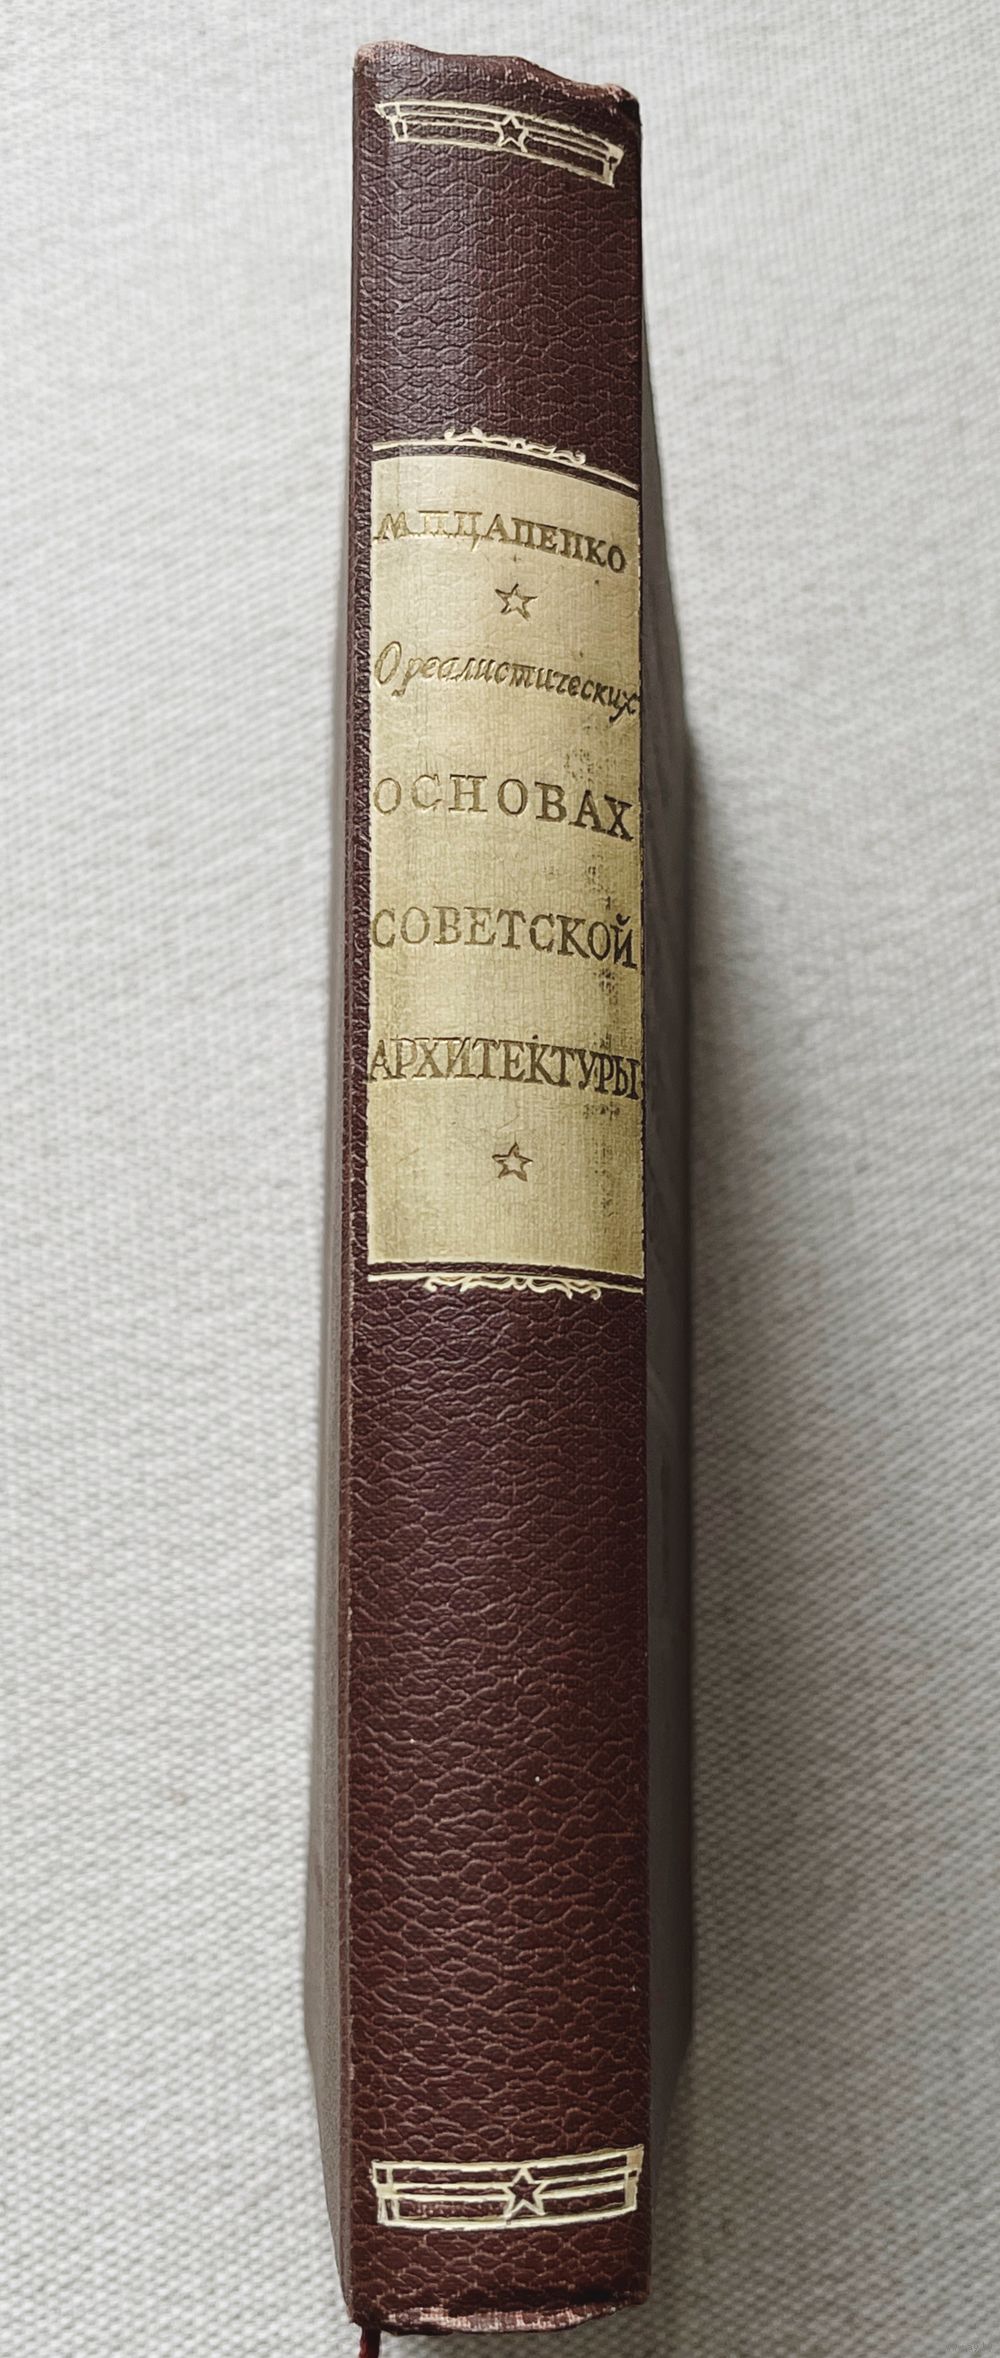 М.П.ЦАПЕНКО
О реалистических
ОСНОВАХ
СОВЕТСКОЙ
АРХИТЕКТУРЫ